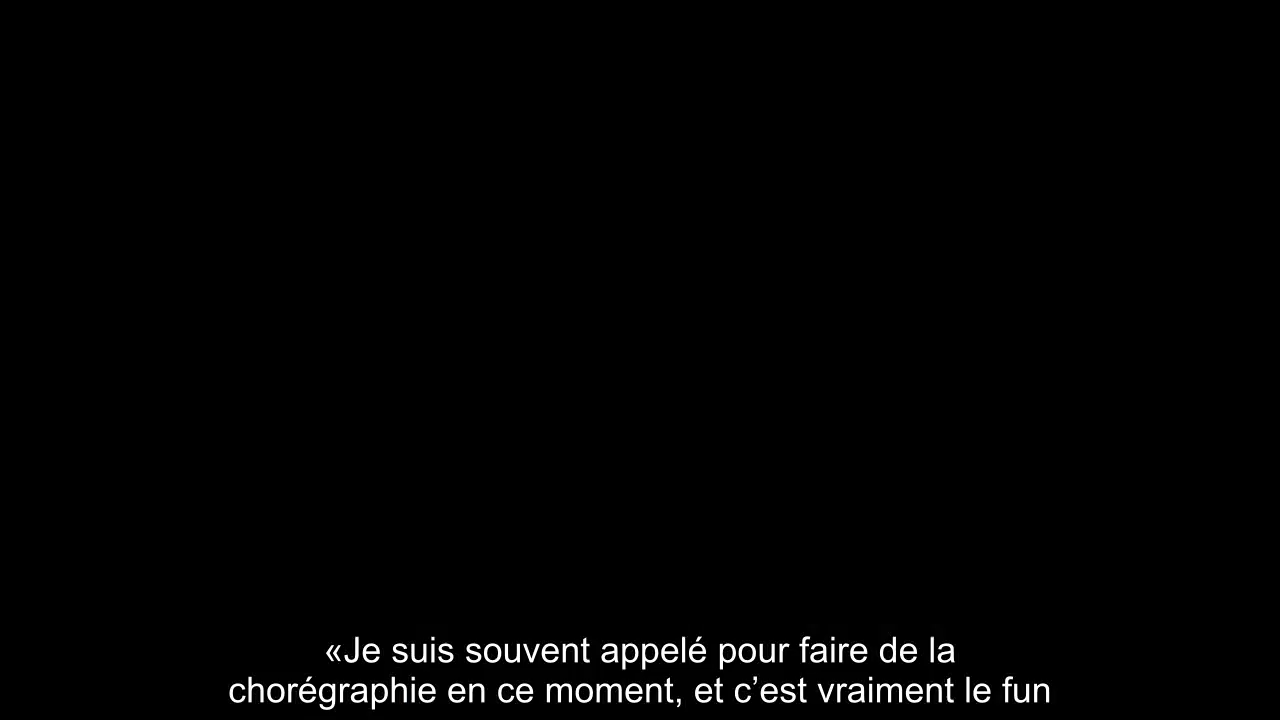 «Je suis souvent appelé pour faire de la
chorégraphie en ce moment, et c’est vraiment le fun